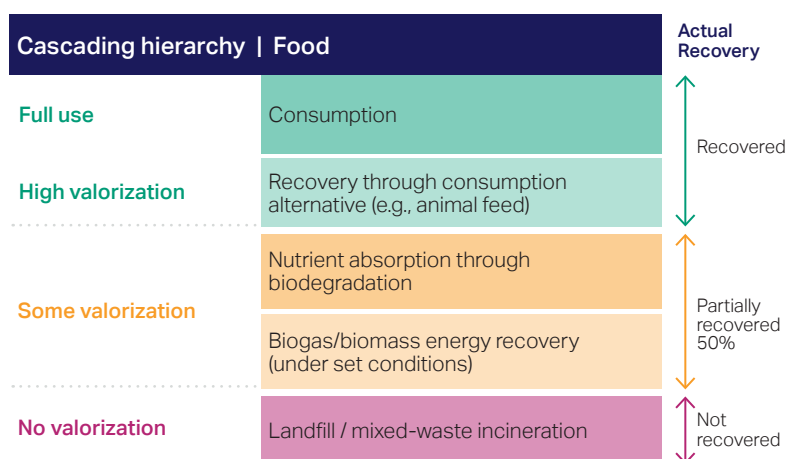 Cascading hierarchy | Food
Actual
Recovery
Full use
Consumption
Recovered
High valorization
Recovery through consumption
alternative (e.g., animal feed)
Some valorization
Nutrient absorption through
biodegradation
Biogas/biomass energy recovery
(under set conditions)
Partially
recovered
50%
No valorization
Landfill / mixed-waste incineration
Not
recovered